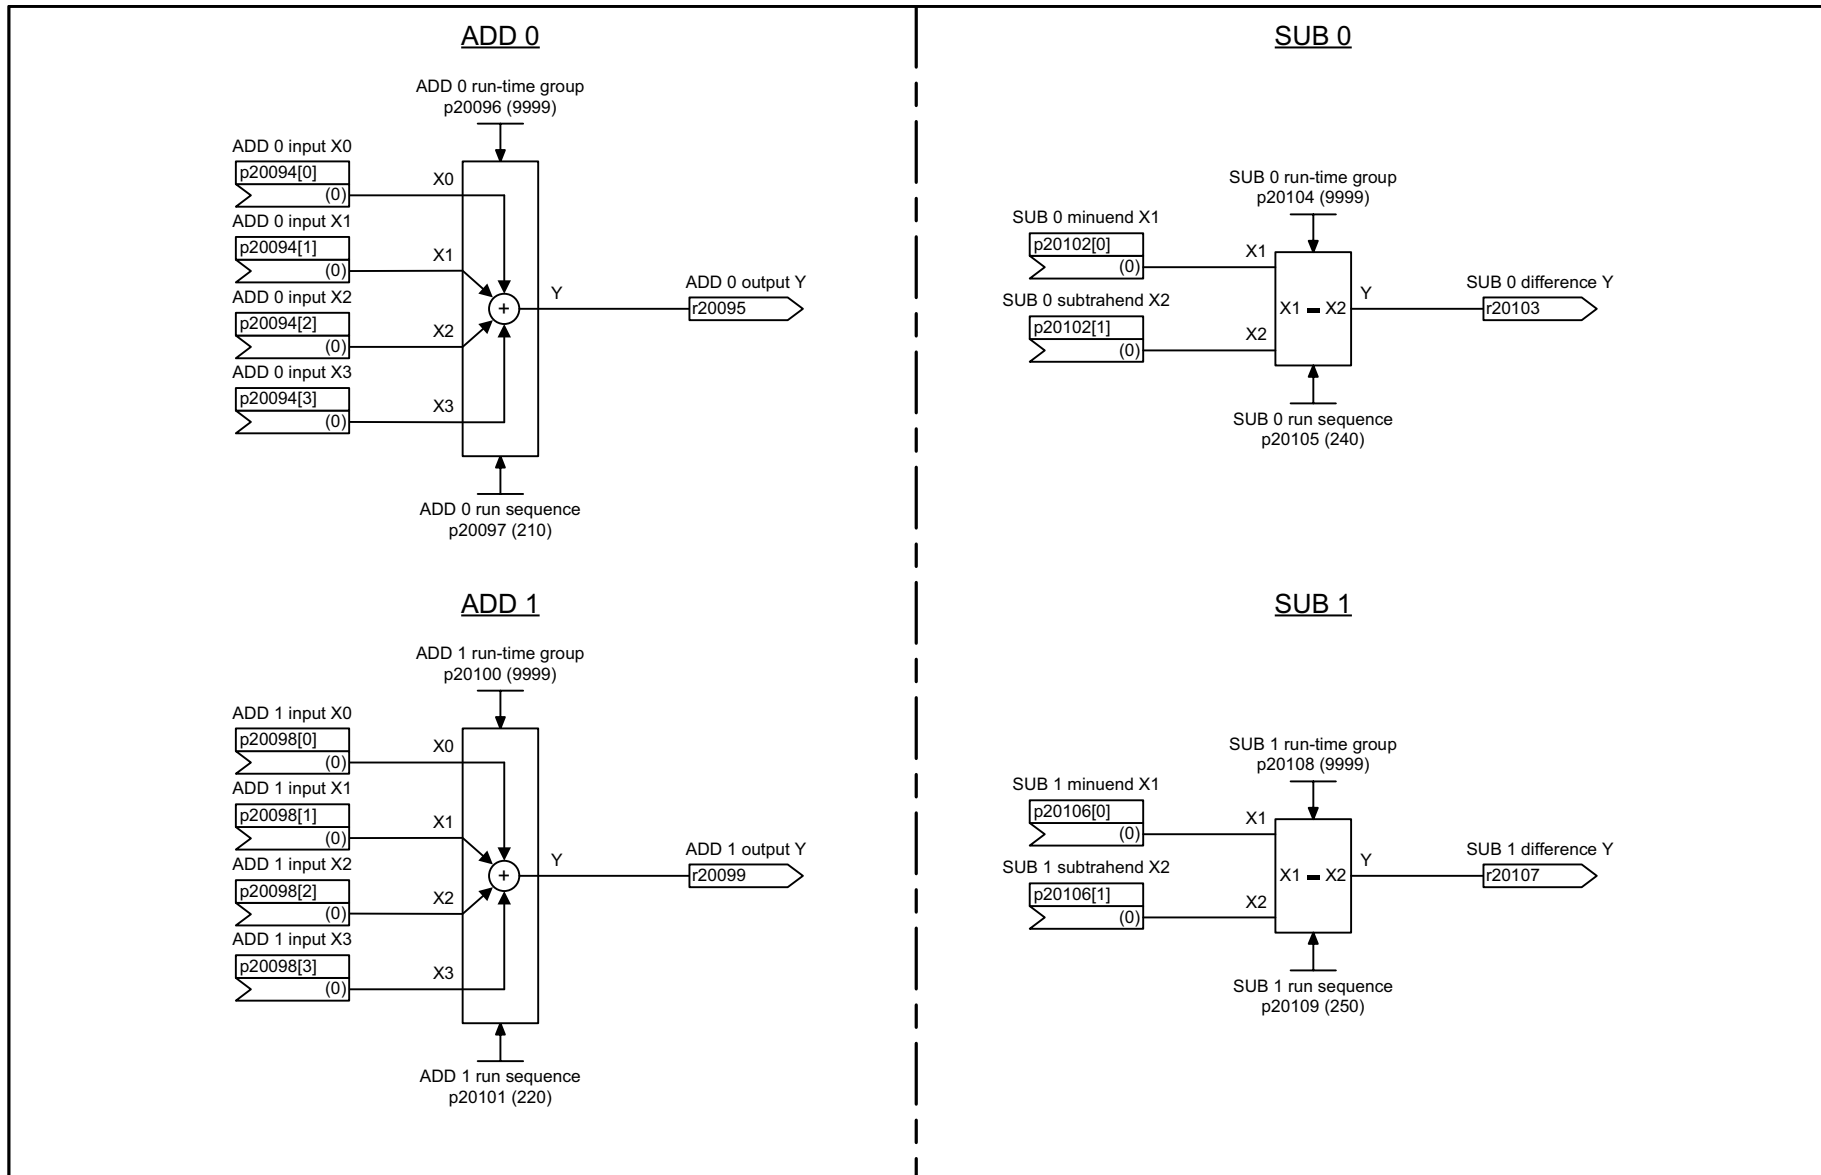 ADD 0
ADD 0 run-time group
p20096 (9999)
ADD 0 input X0
p20094[0]
(0)
X0
ADD 0 input X1
p20094[1]
(0)
X1
ADD 0 input X2
p20094[2]
(0)
X2
ADD 0 input X3
p20094[3]
(0)
X3
+
Y
ADD 0 output Y
r20095
ADD 0 run sequence
p20097 (210)
SUB 0
SUB 0 run-time group
p20104 (9999)
SUB 0 minuend X1
p20102[0]
(0)
X1
SUB 0 subtrahend X2
p20102[1]
(0)
X2
X1 - X2
Y
SUB 0 difference Y
r20103
SUB 0 run sequence
p20105 (240)
ADD 1
ADD 1 run-time group
p20100 (9999)
ADD 1 input X0
p20098[0]
(0)
X0
ADD 1 input X1
p20098[1]
(0)
X1
ADD 1 input X2
p20098[2]
(0)
X2
ADD 1 input X3
p20098[3]
(0)
X3
+
Y
ADD 1 output Y
r20099
ADD 1 run sequence
p20101 (220)
SUB 1
SUB 1 run-time group
p20108 (9999)
SUB 1 minuend X1
p20106[0]
(0)
X1
SUB 1 subtrahend X2
p20106[1]
(0)
X2
X1 - X2
Y
SUB 1 difference Y
r20107
SUB 1 run sequence
p20109 (250)